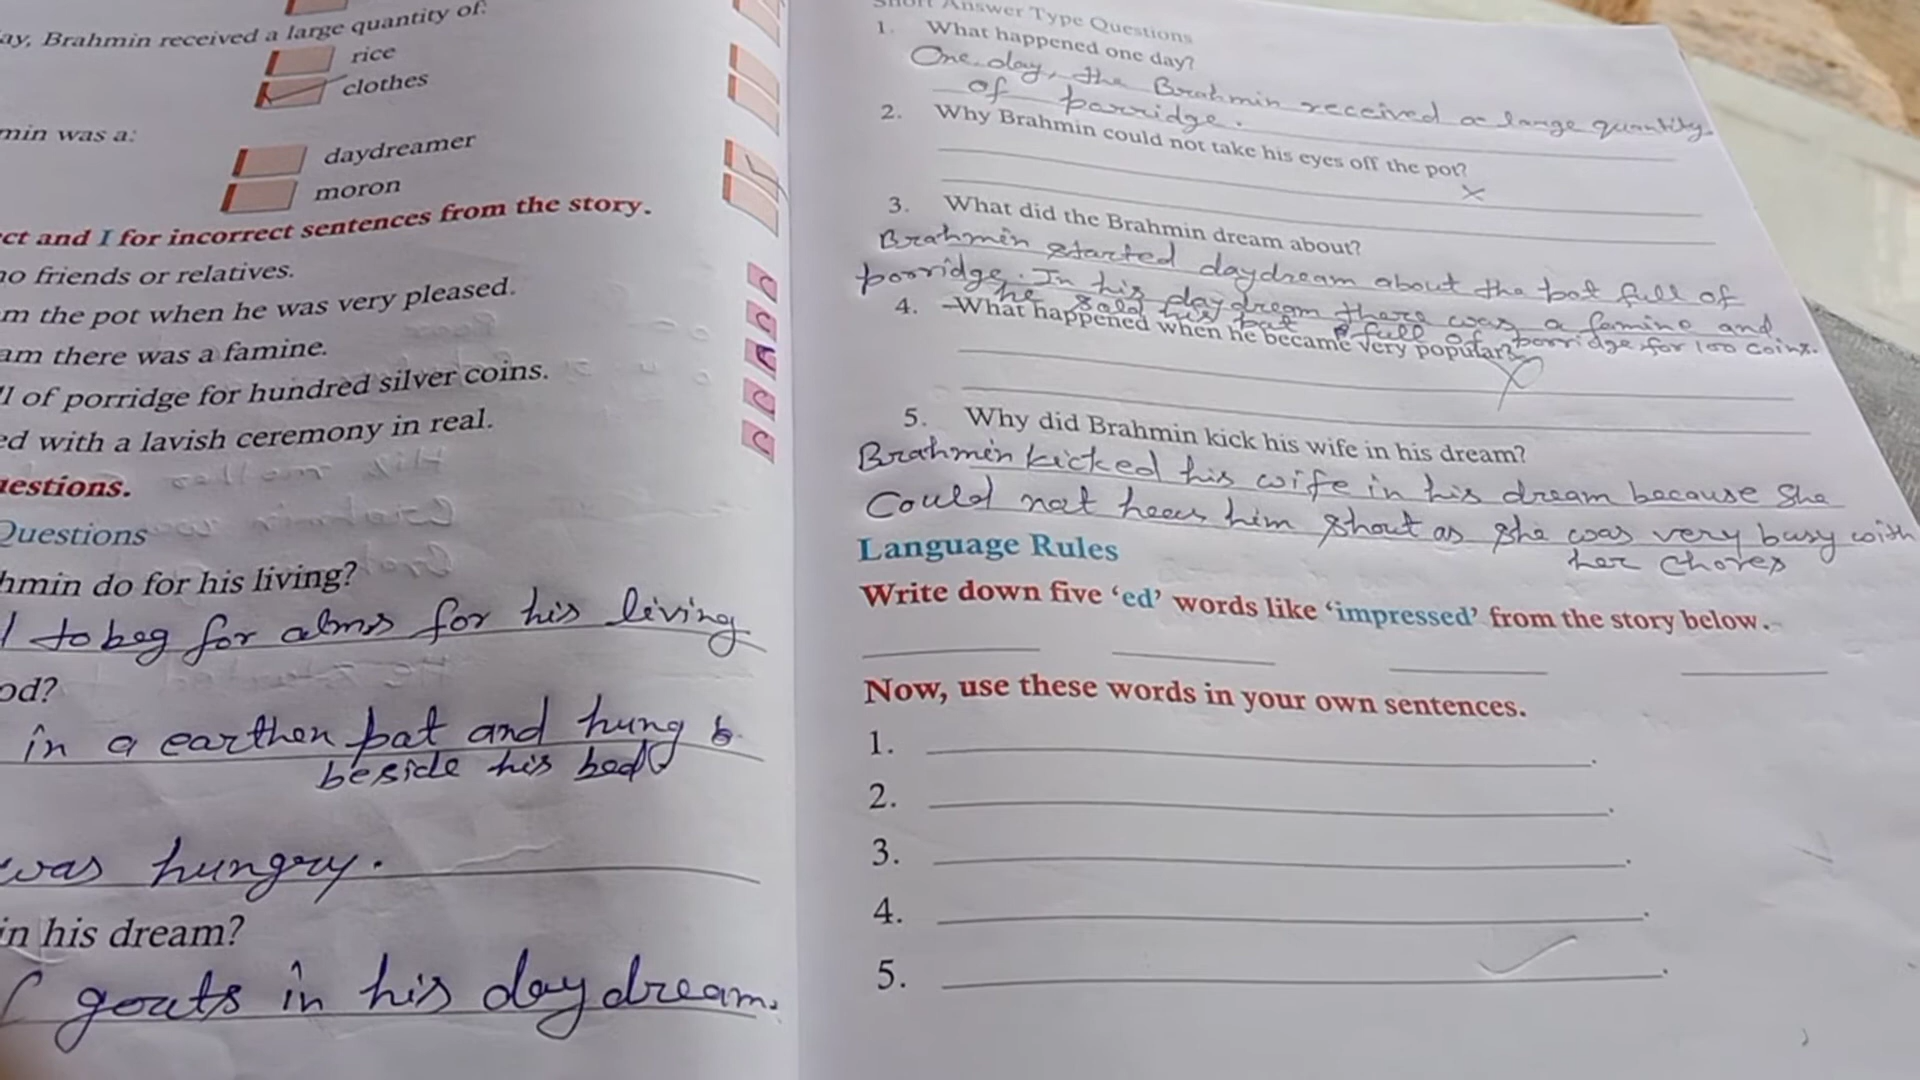 ay, Brahmin received a large quantity of:
rice
clothes
min was a:
daydreamer
moron
ct and I for incorrect sentences from the story.
no friends or relatives.
C
m the pot when he was very pleased.
C
am there was a famine.
l of porridge for hundred silver coins.
C
ed with a lavish ceremony in real.
C
uestions.
Questions
hmin do for his living?
to beg for alms for his living
od?
in a earthen pat and hung
beside his bed
was hungry.
in his dream?
goats in his day dream.
Short Answer Type Questions
1. What happened one day?
One day, the Brahmin received a large quantity
of porridge.
2. Why Brahmin could not take his eyes off the pot?
3. What did the Brahmin dream about?
Brahmin started daydream about the pot full of
porridge. In his daydream there was a famine and
he sold his pat full of porridge for 100 coins.
4. What happened when he became very popular?
5. Why did Brahmin kick his wife in his dream?
Brahmin kicked his wife in his dream because she
Could not hear him shout as she was very busy with
her chores
Language Rules
Write down five 'ed' words like 'impressed' from the story below.
Now, use these words in your own sentences.
1.
2.
3.
4.
5.